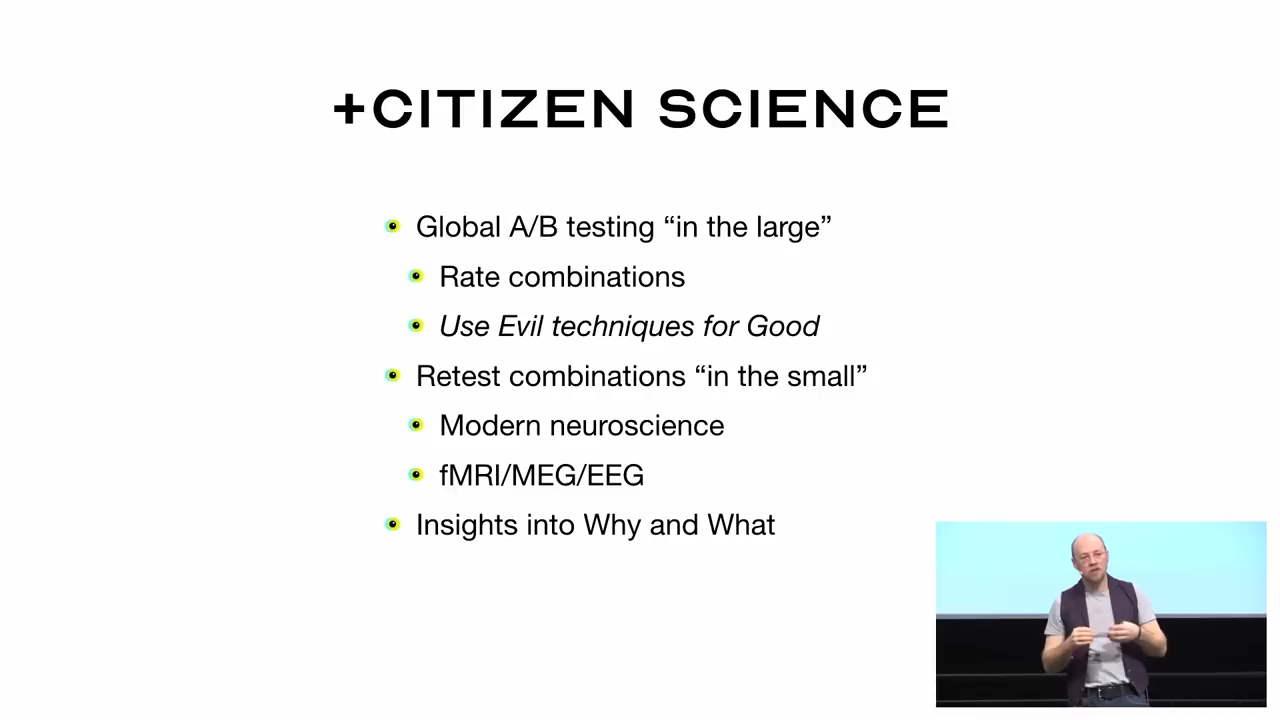 +CITIZEN SCIENCE
Global A/B testing “in the large”
Rate combinations
Use Evil techniques for Good
Retest combinations “in the small”
Modern neuroscience
fMRI/MEG/EEG
Insights into Why and What